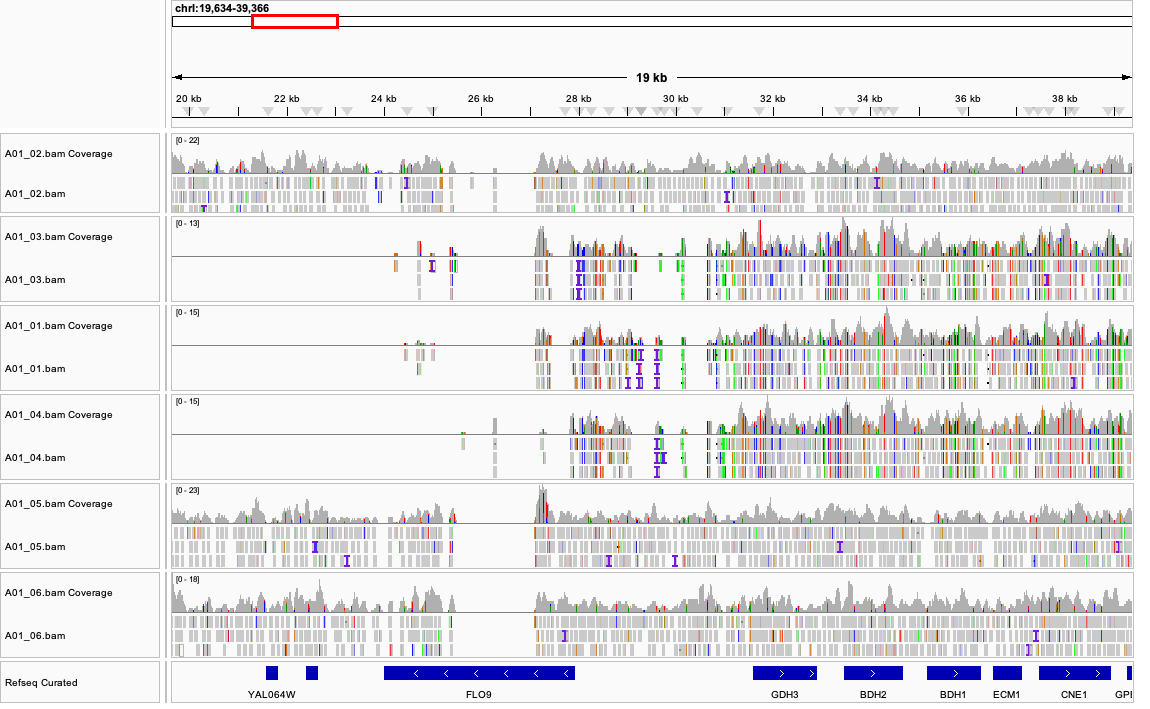 chrI:19,634-39,366
19 kb
20 kb 22 kb 24 kb 26 kb 28 kb 30 kb 32 kb 34 kb 36 kb 38 kb
[0 - 22]
A01_02.bam Coverage
A01_02.bam
[0 - 13]
A01_03.bam Coverage
A01_03.bam
[0 - 15]
A01_01.bam Coverage
A01_01.bam
[0 - 15]
A01_04.bam Coverage
A01_04.bam
[0 - 23]
A01_05.bam Coverage
A01_05.bam
[0 - 18]
A01_06.bam Coverage
A01_06.bam
Refseq Curated
YAL064W FLO9 GDH3 BDH2 BDH1 ECM1 CNE1 GPI